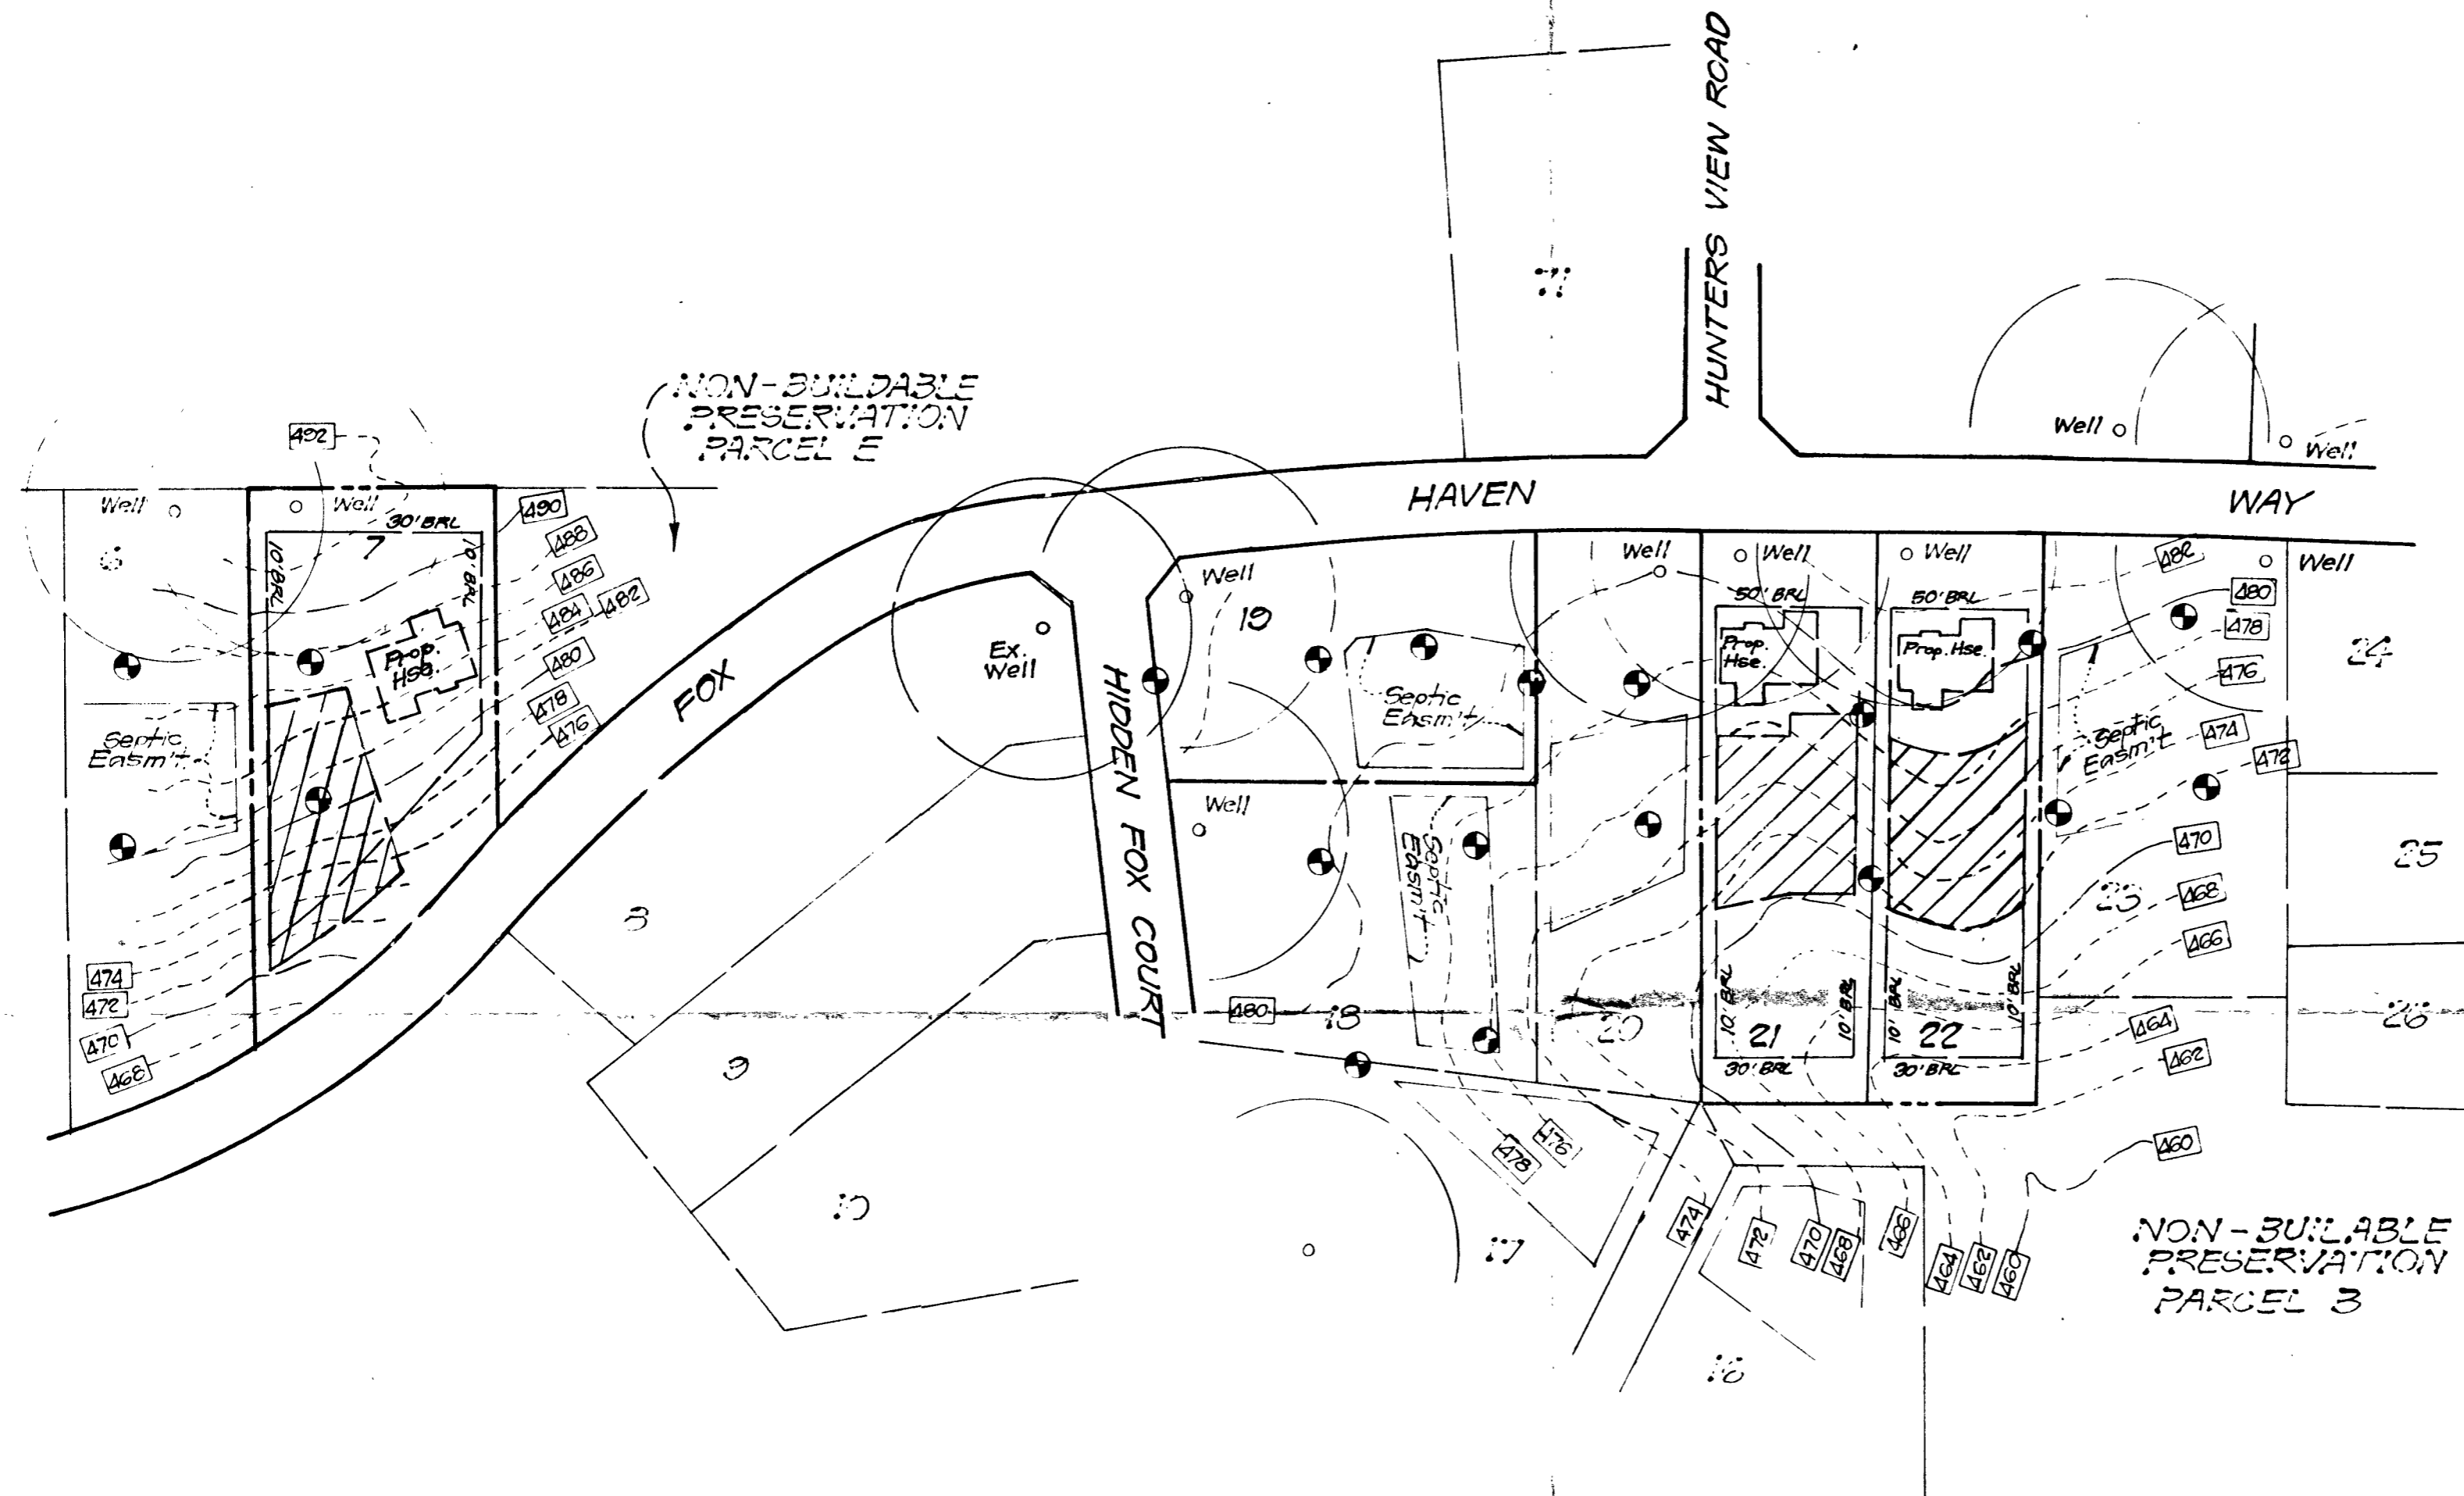 HUNTERS VIEW ROAD
71
NON-BUILDABLE
PRESERVATION
PARCEL E
492
Well
Well
30' BRL
7
10' BRL
10' BRL
6
490
488
486
484
482
480
478
476
Prop.
Hse.
Septic
Easm't
474
472
470
468
FOX
HAVEN
WAY
Ex.
Well
HIDDEN FOX COURT
Well
19
Septic
Easm't
Well
Septic
Easm't
480
18
8
9
10
17
16
478
476
Well
20
Well
50' BRL
Prop.
Hse.
10' BRL
10' BRL
21
30' BRL
Well
50' BRL
Prop. Hse.
10' BRL
10' BRL
22
30' BRL
Well
Well
Well
482
480
478
476
474
472
470
468
466
464
462
460
Septic
Easm't
23
24
25
26
474
472
470
468
466
464
462
460
NON-BUILABLE
PRESERVATION
PARCEL B